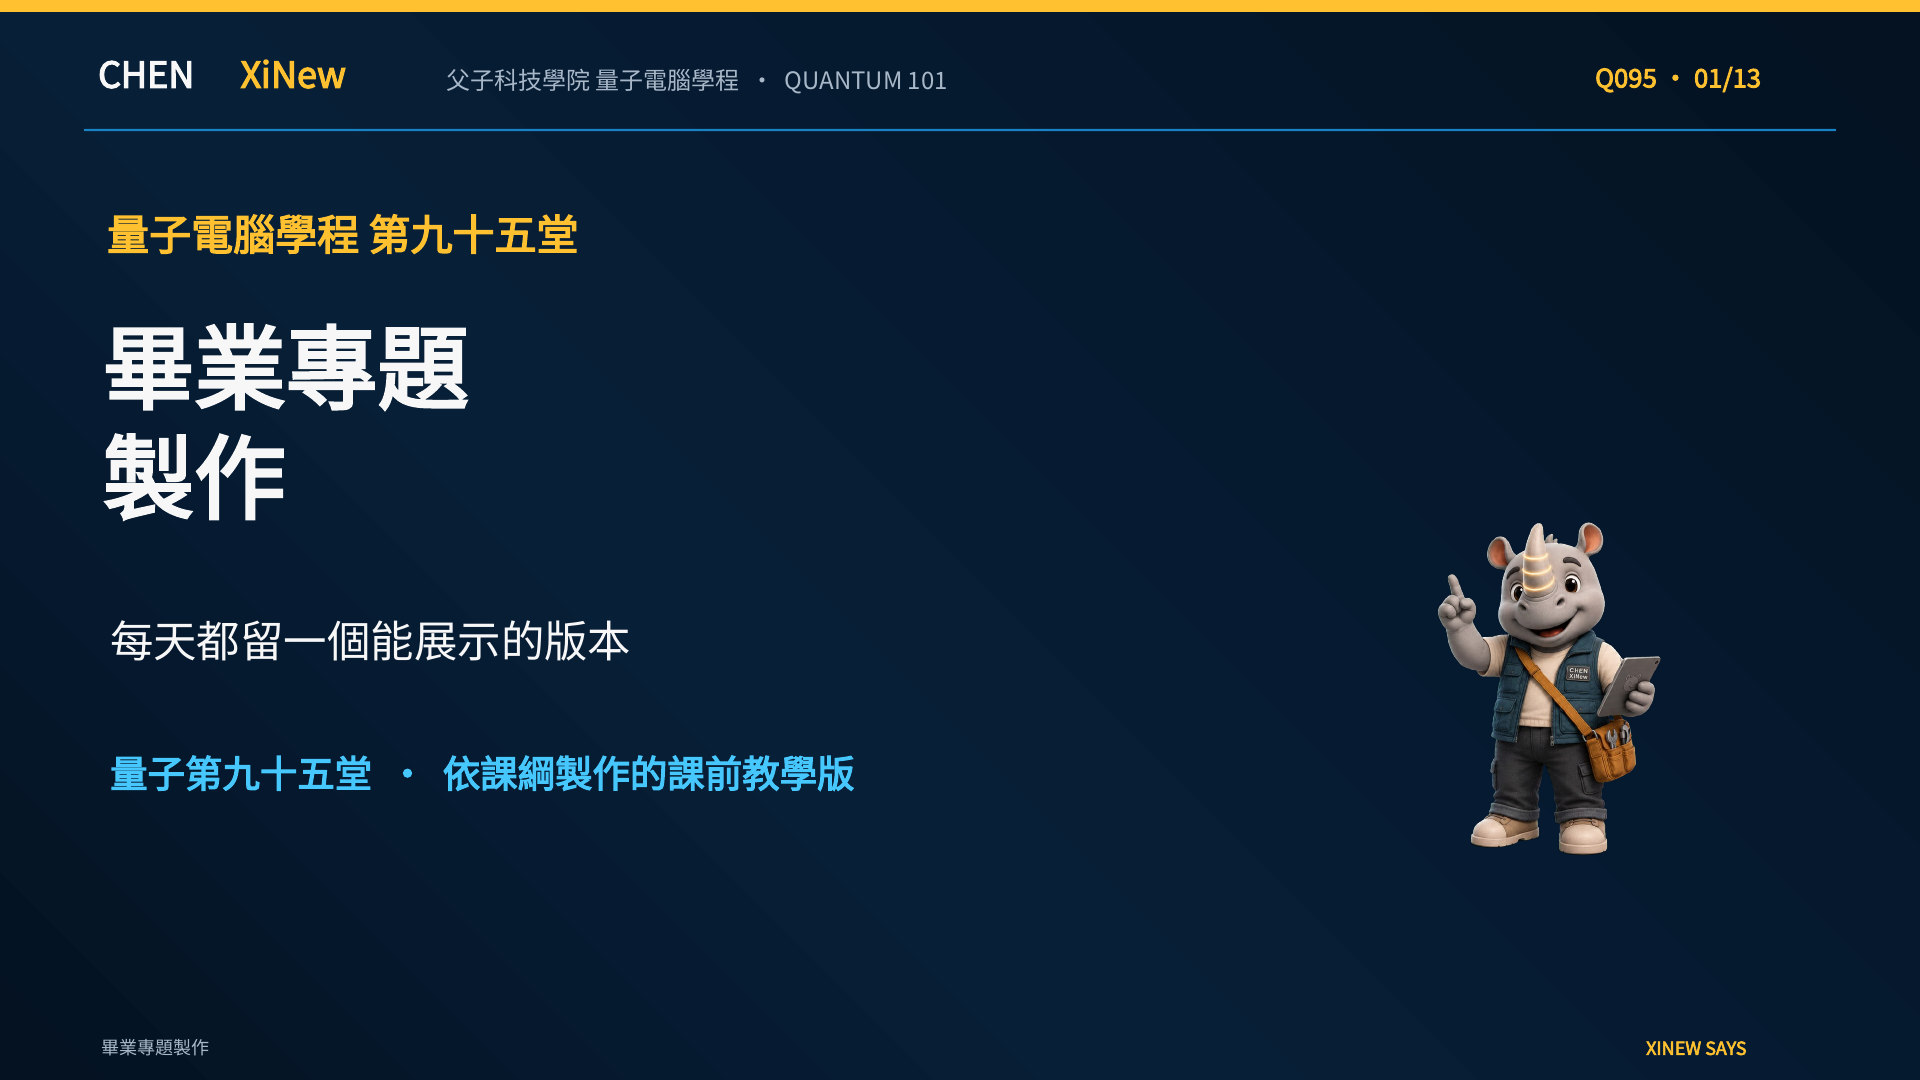 CHEN XiNew 父子科技學院 量子電腦學程 · QUANTUM 101 Q095 · 01/13
量子電腦學程 第九十五堂
畢業專題
製作
每天都留一個能展示的版本
CHEN
XiNew
量子第九十五堂 · 依課綱製作的課前教學版
畢業專題製作 XINEW SAYS